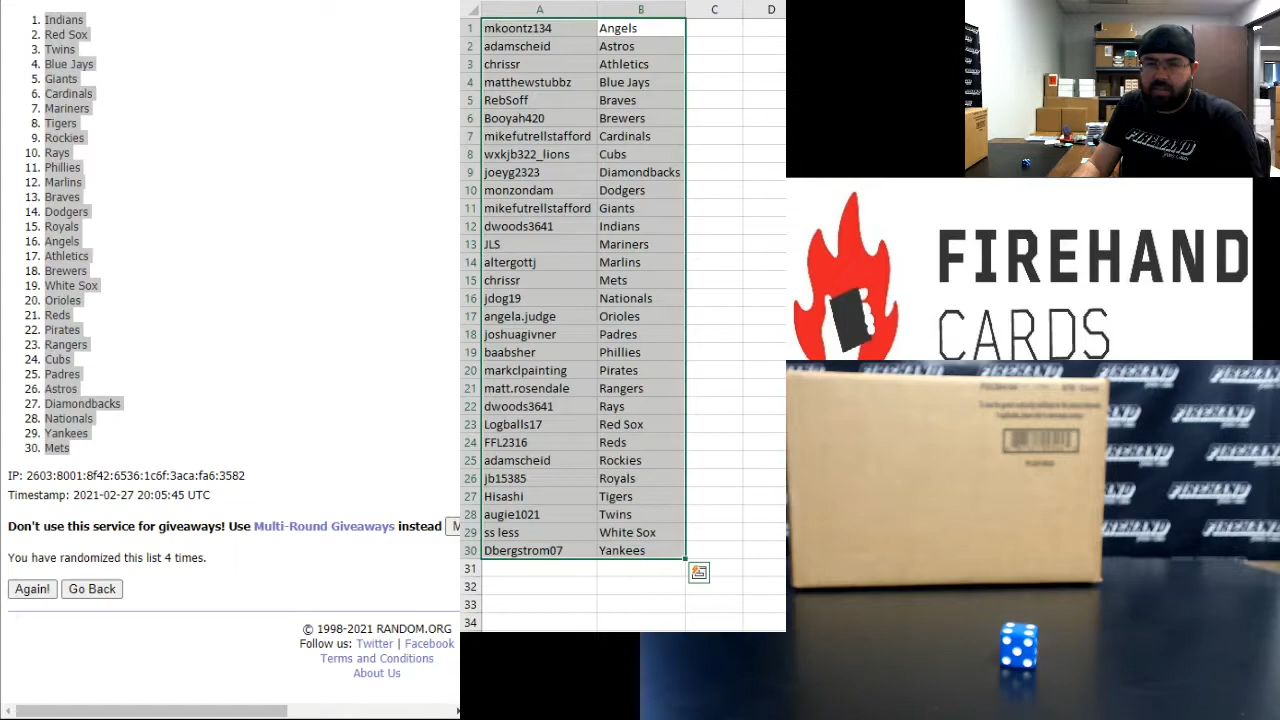 1. Indians
2. Red Sox
3. Twins
4. Blue Jays
5. Giants
6. Cardinals
7. Mariners
8. Tigers
9. Rockies
10. Rays
11. Phillies
12. Marlins
13. Braves
14. Dodgers
15. Royals
16. Angels
17. Athletics
18. Brewers
19. White Sox
20. Orioles
21. Reds
22. Pirates
23. Rangers
24. Cubs
25. Padres
26. Astros
27. Diamondbacks
28. Nationals
29. Yankees
30. Mets
IP: 2603:8001:8f42:6536:1c6f:3aca:fa6:3582
Timestamp: 2021-02-27 20:05:45 UTC
Don't use this service for giveaways! Use Multi-Round Giveaways instead
You have randomized this list 4 times.
Again! Go Back
© 1998-2021 RANDOM.ORG
Follow us: Twitter | Facebook
Terms and Conditions
About Us
A B C D
1 mkoontz134 Angels
2 adamscheid Astros
3 chrissr Athletics
4 matthewstubbz Blue Jays
5 RebSoff Braves
6 Booyah420 Brewers
7 mikefutrellstafford Cardinals
8 wxkjb322_lions Cubs
9 joeyg2323 Diamondbacks
10 monzondam Dodgers
11 mikefutrellstafford Giants
12 dwoods3641 Indians
13 JLS Mariners
14 altergottj Marlins
15 chrissr Mets
16 jdog19 Nationals
17 angela.judge Orioles
18 joshuagivner Padres
19 baabsher Phillies
20 markclpainting Pirates
21 matt.rosendale Rangers
22 dwoods3641 Rays
23 Logballs17 Red Sox
24 FFL2316 Reds
25 adamscheid Rockies
26 jb15385 Royals
27 Hisashi Tigers
28 augie1021 Twins
29 ss less White Sox
30 Dbergstrom07 Yankees
31
32
33
34
FIREHAND
FIREHAND
CARDS
FIREHAND
FIREHAND
FIREHAND